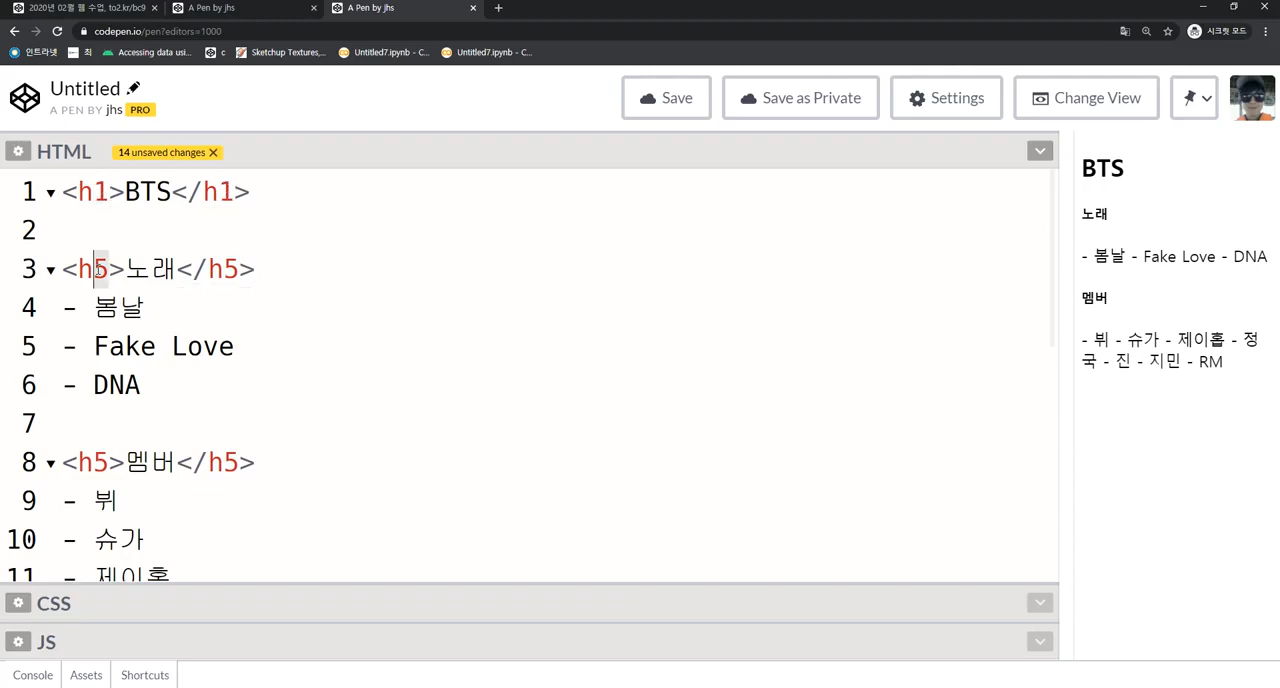 2020년 02월 웹 수업, to2.kr/bc9
A Pen by jhs
A Pen by jhs
codepen.io/pen?editors=1000
시크릿 모드
인트라넷
최
Accessing data usi...
c
Sketchup Textures,...
Untitled7.ipynb - C...
Untitled7.ipynb - C...
Untitled
A PEN BY jhs PRO
Save
Save as Private
Settings
Change View
HTML
14 unsaved changes X
1 <h1>BTS</h1>
2
3 <h5>노래</h5>
4 - 봄날
5 - Fake Love
6 - DNA
7
8 <h5>멤버</h5>
9 - 뷔
10 - 슈가
11 - 제이홉
CSS
JS
Console
Assets
Shortcuts
BTS
노래
- 봄날 - Fake Love - DNA
멤버
- 뷔 - 슈가 - 제이홉 - 정
국 - 진 - 지민 - RM